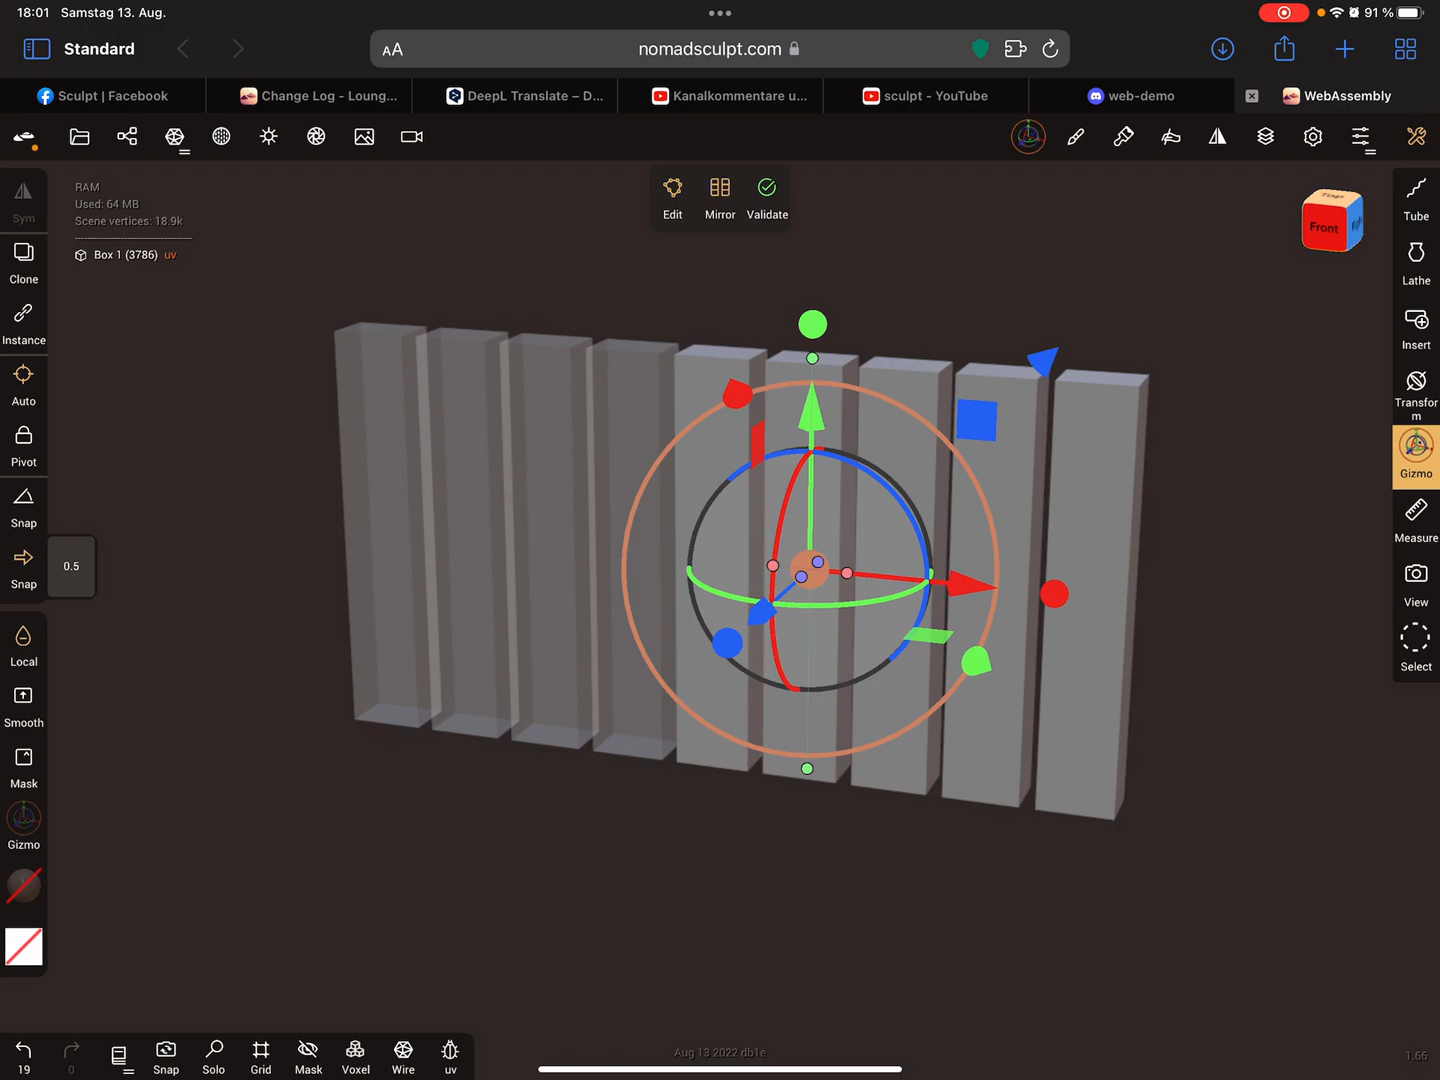 18:01 Samstag 13. Aug.
91 %
Standard
AA
nomadsculpt.com
Sculpt | Facebook
Change Log - Loung...
DeepL Translate – D...
Kanalkommentare u...
sculpt - YouTube
web-demo
WebAssembly
Sym
Clone
Instance
Auto
Pivot
Snap
Snap
0.5
Local
Smooth
Mask
Gizmo
RAM
Used: 64 MB
Scene vertices: 18.9k
Box 1 (3786) uv
Edit
Mirror
Validate
Top
Front
Right
Tube
Lathe
Insert
Transfor
m
Gizmo
Measure
View
Select
19
0
Snap
Solo
Grid
Mask
Voxel
Wire
uv
Aug 13 2022 db1e
1.66